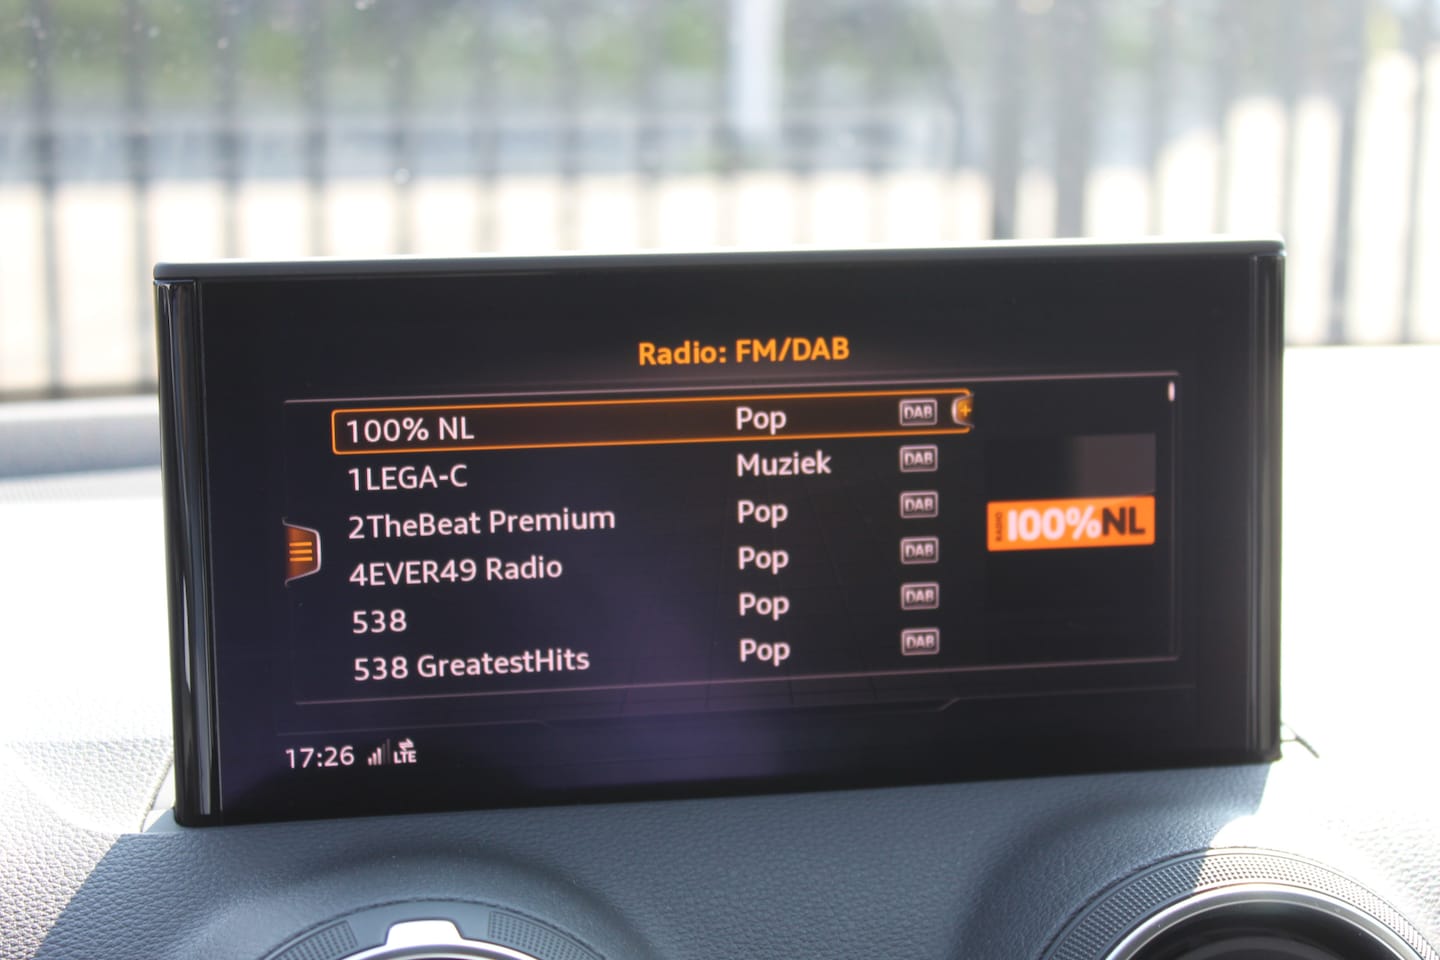 Radio: FM/DAB
100% NL Pop DAB +
1LEGA-C Muziek DAB
2TheBeat Premium Pop DAB
4EVER49 Radio Pop DAB
538 Pop DAB
538 GreatestHits Pop DAB
RADIO 100%NL
17:26 LTE